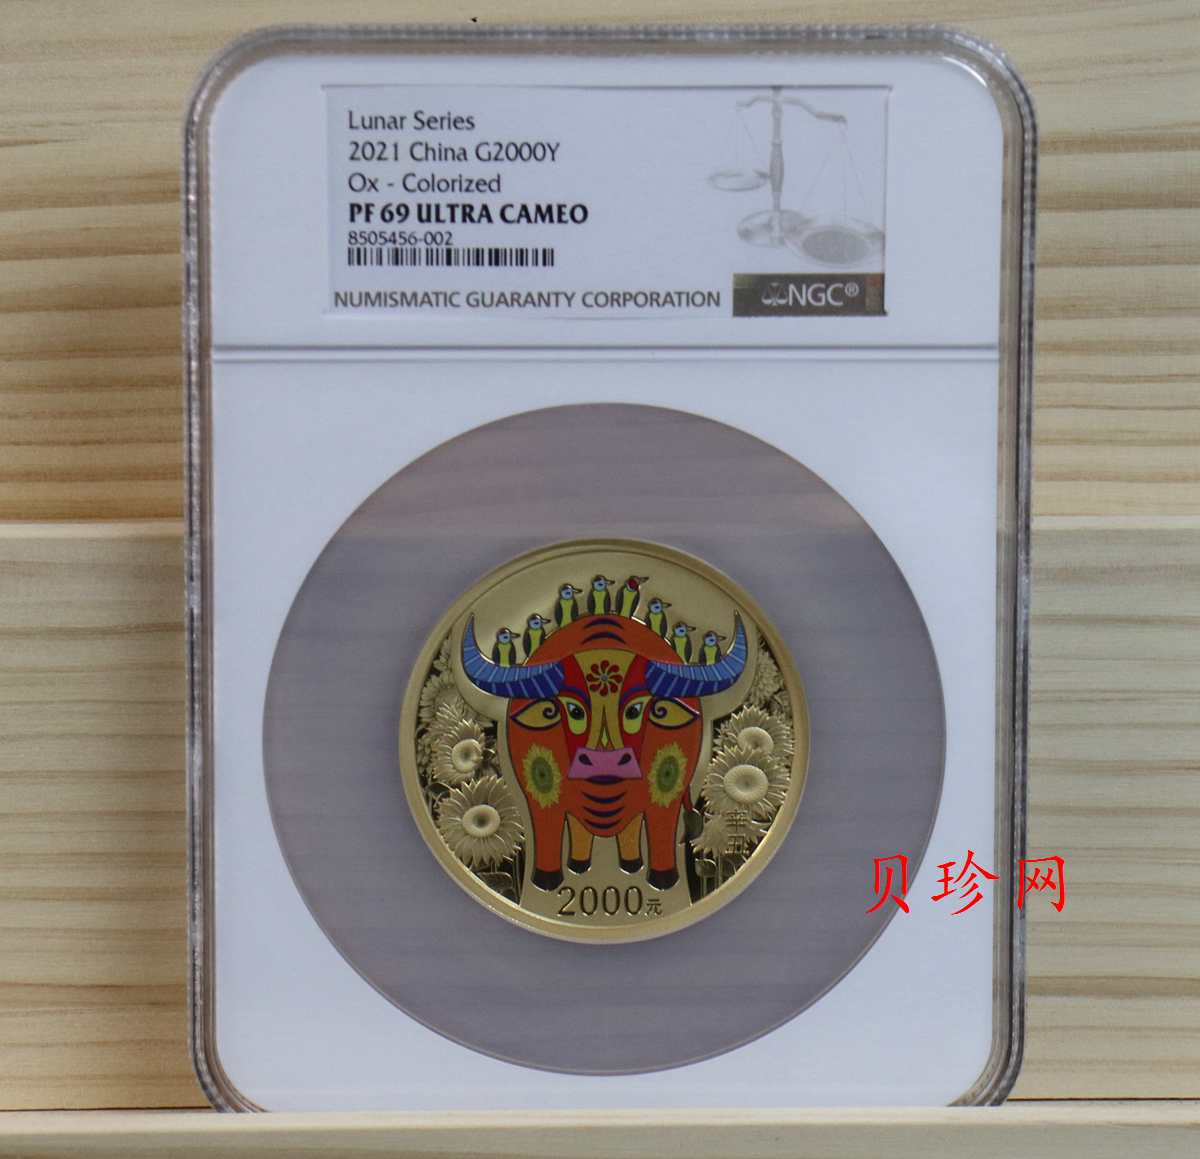 Lunar Series
2021 China G2000Y
Ox - Colorized
PF 69 ULTRA CAMEO
8505456-002
NUMISMATIC GUARANTY CORPORATION
NGC®
辛丑
2000元
贝珍网